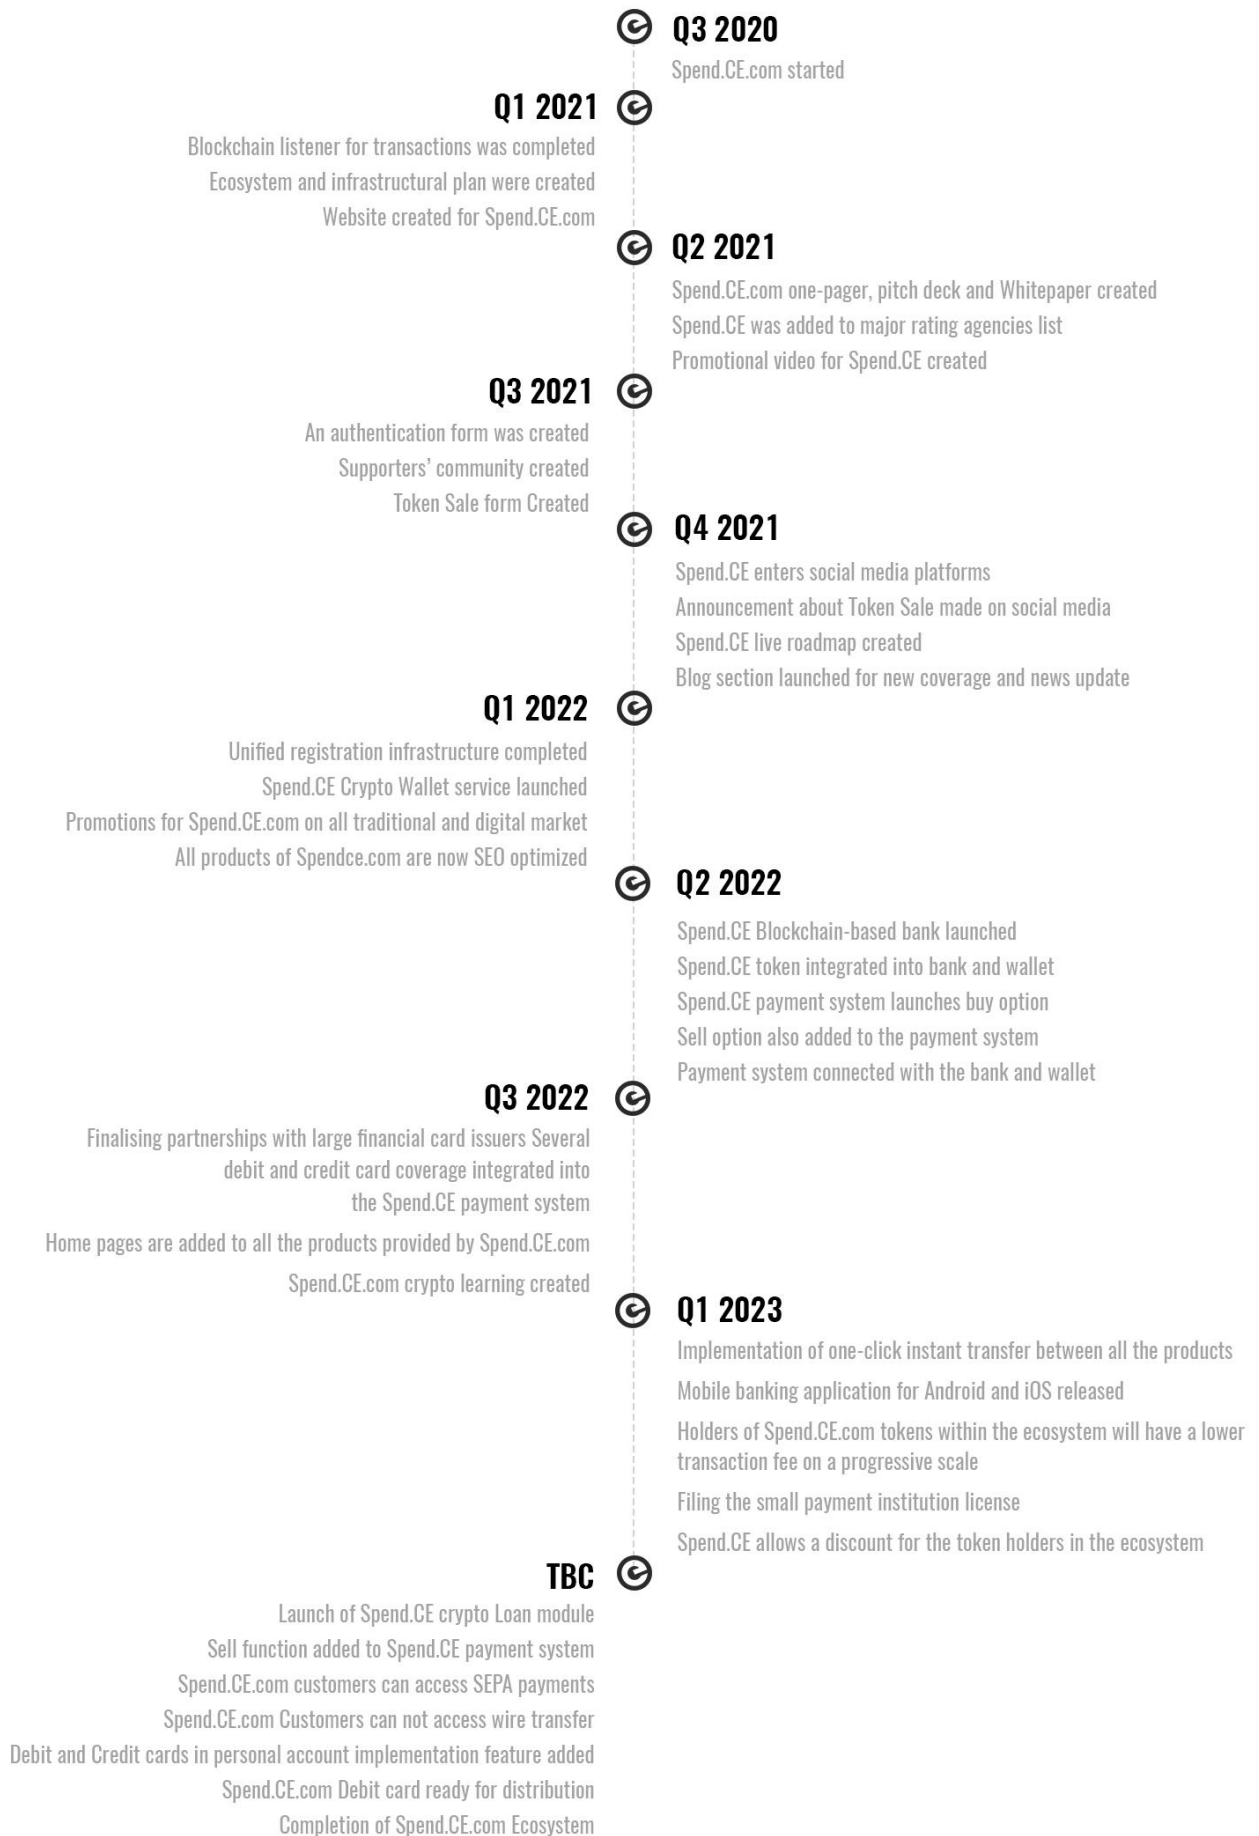 Q3 2020
Spend.CE.com started
Q1 2021
Blockchain listener for transactions was completed
Ecosystem and infrastructural plan were created
Website created for Spend.CE.com
Q2 2021
Spend.CE.com one-pager, pitch deck and Whitepaper created
Spend.CE was added to major rating agencies list
Promotional video for Spend.CE created
Q3 2021
An authentication form was created
Supporters’ community created
Token Sale form Created
Q4 2021
Spend.CE enters social media platforms
Announcement about Token Sale made on social media
Spend.CE live roadmap created
Blog section launched for new coverage and news update
Q1 2022
Unified registration infrastructure completed
Spend.CE Crypto Wallet service launched
Promotions for Spend.CE.com on all traditional and digital market
All products of Spendce.com are now SEO optimized
Q2 2022
Spend.CE Blockchain-based bank launched
Spend.CE token integrated into bank and wallet
Spend.CE payment system launches buy option
Sell option also added to the payment system
Payment system connected with the bank and wallet
Q3 2022
Finalising partnerships with large financial card issuers Several
debit and credit card coverage integrated into
the Spend.CE payment system
Home pages are added to all the products provided by Spend.CE.com
Spend.CE.com crypto learning created
Q1 2023
Implementation of one-click instant transfer between all the products
Mobile banking application for Android and iOS released
Holders of Spend.CE.com tokens within the ecosystem will have a lower
transaction fee on a progressive scale
Filing the small payment institution license
Spend.CE allows a discount for the token holders in the ecosystem
TBC
Launch of Spend.CE crypto Loan module
Sell function added to Spend.CE payment system
Spend.CE.com customers can access SEPA payments
Spend.CE.com Customers can not access wire transfer
Debit and Credit cards in personal account implementation feature added
Spend.CE.com Debit card ready for distribution
Completion of Spend.CE.com Ecosystem